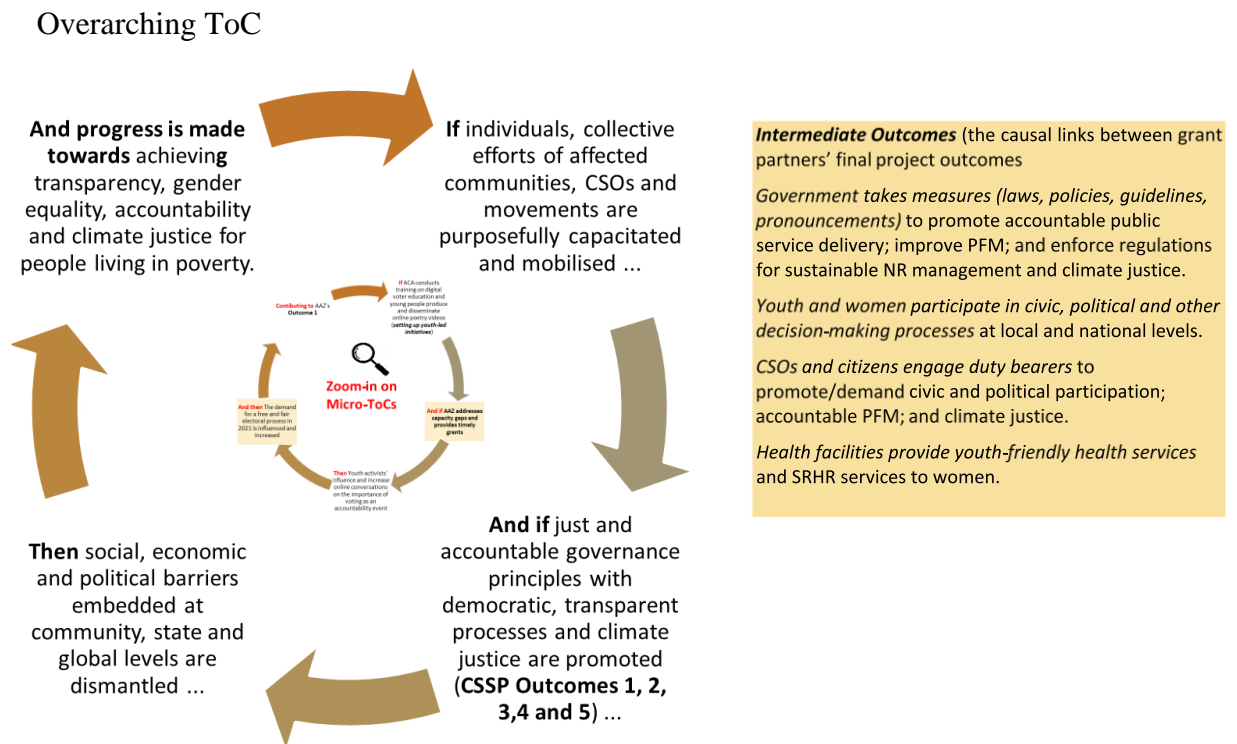 Overarching ToC
And progress is made
towards achieving
transparency, gender
equality, accountability
and climate justice for
people living in poverty.
If individuals, collective
efforts of affected
communities, CSOs and
movements are
purposefully capacitated
and mobilised ...
And if just and
accountable governance
principles with
democratic, transparent
processes and climate
justice are promoted
(CSSP Outcomes 1, 2,
3,4 and 5) ...
Then social, economic
and political barriers
embedded at
community, state and
global levels are
dismantled ...
Zoom-in on
Micro-ToCs
If ACA conducts
training on digital
voter education and
young people produce
and disseminate
online poetry videos
(setting up youth-led
initiatives)
And if AAZ addresses
capacity gaps and
provides timely
grants
Then Youth activists'
influence and increase
online conversations
on the importance of
voting as an
accountability event
And then The demand
for a free and fair
electoral process in
2021 is influenced and
increased
Contributing to AAZ's
Outcome 1
Intermediate Outcomes (the causal links between grant
partners' final project outcomes
Government takes measures (laws, policies, guidelines,
pronouncements) to promote accountable public
service delivery; improve PFM; and enforce regulations
for sustainable NR management and climate justice.
Youth and women participate in civic, political and other
decision-making processes at local and national levels.
CSOs and citizens engage duty bearers to
promote/demand civic and political participation;
accountable PFM; and climate justice.
Health facilities provide youth-friendly health services
and SRHR services to women.